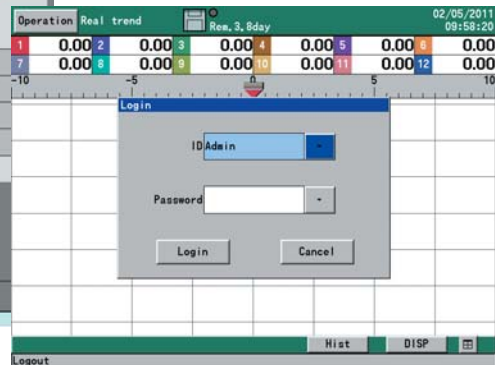 Operation Real trend Rem. 3, 8day 02/05/2011 09:58:20
1 0.00 2 0.00 3 0.00 4 0.00 5 0.00 6 0.00
7 0.00 8 0.00 9 0.00 10 0.00 11 0.00 12 0.00
-10 -5 0 5 10
Login
ID Admin
Password
Login Cancel
Hist DISP
Logout